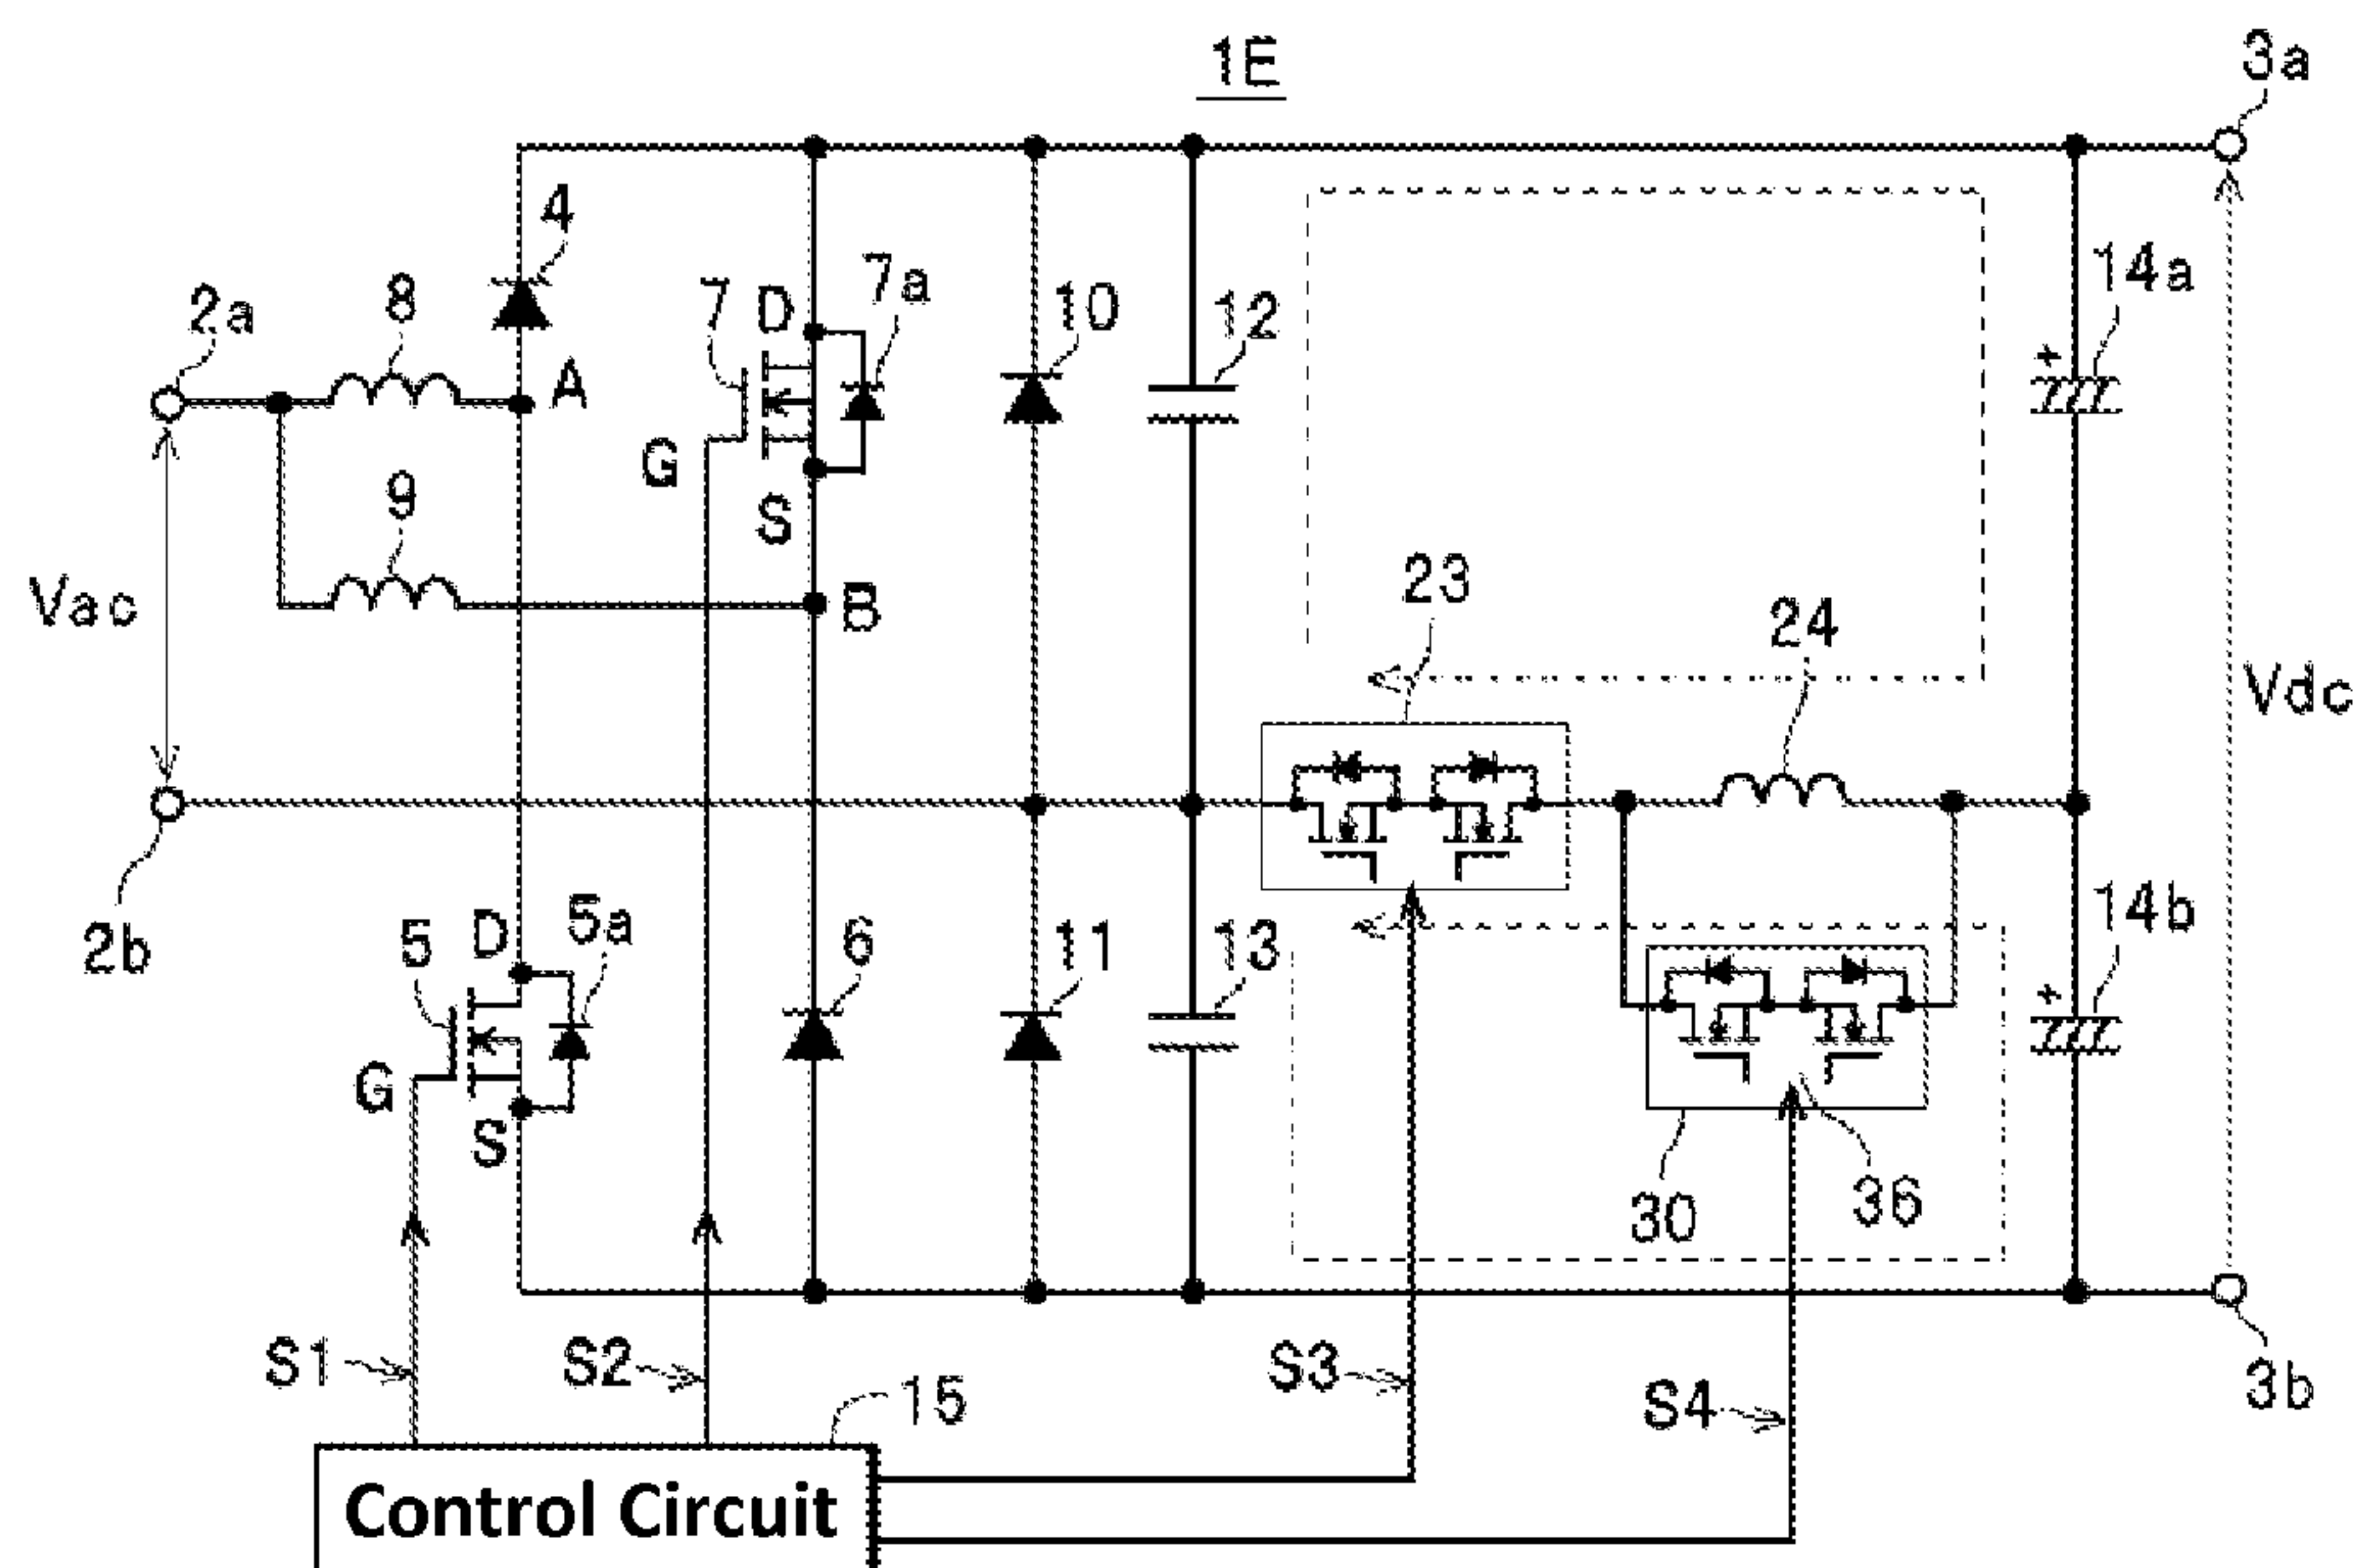 1E
3a
4
8
7
D
7a
2a
10
12
+
14a
A
G
9
S
Vac
B
23
24
Vdc
2b
5
D
5a
6
11
13
+
14b
G
S
30
36
S1
S2
15
S3
S4
3b
Control Circuit